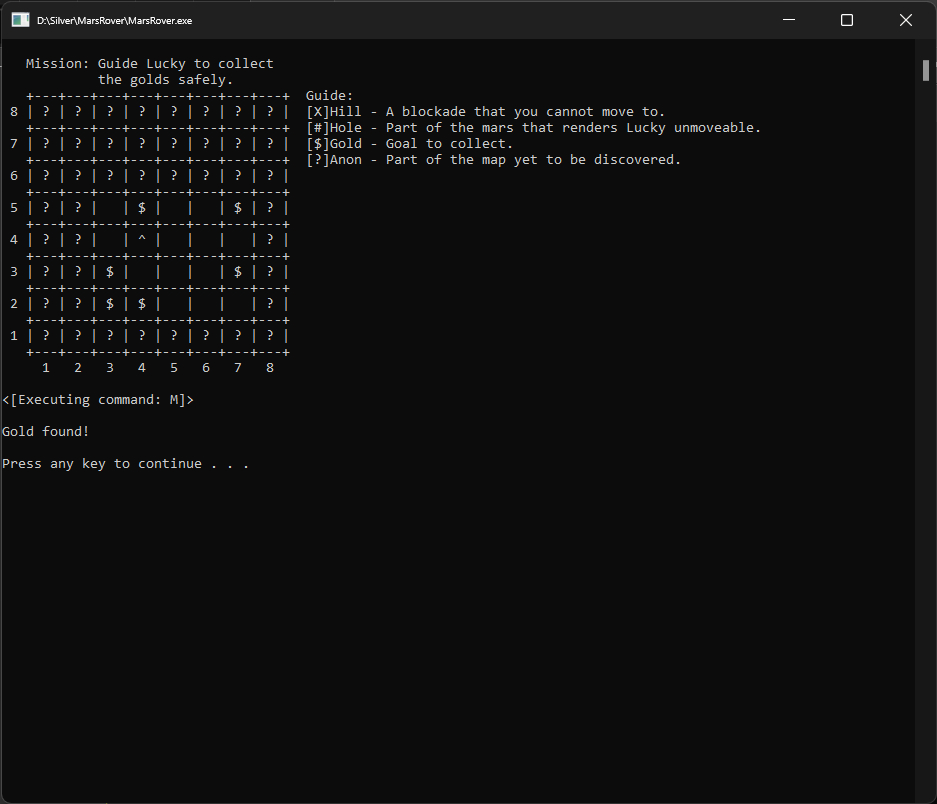 D:\Silver\MarsRover\MarsRover.exe
   Mission: Guide Lucky to collect
            the golds safely.
   +---+---+---+---+---+---+---+---+  Guide:
 8 | ? | ? | ? | ? | ? | ? | ? | ? |  [X]Hill - A blockade that you cannot move to.
   +---+---+---+---+---+---+---+---+  [#]Hole - Part of the mars that renders Lucky unmoveable.
 7 | ? | ? | ? | ? | ? | ? | ? | ? |  [$]Gold - Goal to collect.
   +---+---+---+---+---+---+---+---+  [?]Anon - Part of the map yet to be discovered.
 6 | ? | ? | ? | ? | ? | ? | ? | ? |
   +---+---+---+---+---+---+---+---+
 5 | ? | ? |   | $ |   |   | $ | ? |
   +---+---+---+---+---+---+---+---+
 4 | ? | ? |   | ^ |   |   |   | ? |
   +---+---+---+---+---+---+---+---+
 3 | ? | ? | $ |   |   |   | $ | ? |
   +---+---+---+---+---+---+---+---+
 2 | ? | ? | $ | $ |   |   |   | ? |
   +---+---+---+---+---+---+---+---+
 1 | ? | ? | ? | ? | ? | ? | ? | ? |
   +---+---+---+---+---+---+---+---+
     1   2   3   4   5   6   7   8
<[Executing command: M]>
Gold found!
Press any key to continue . . .